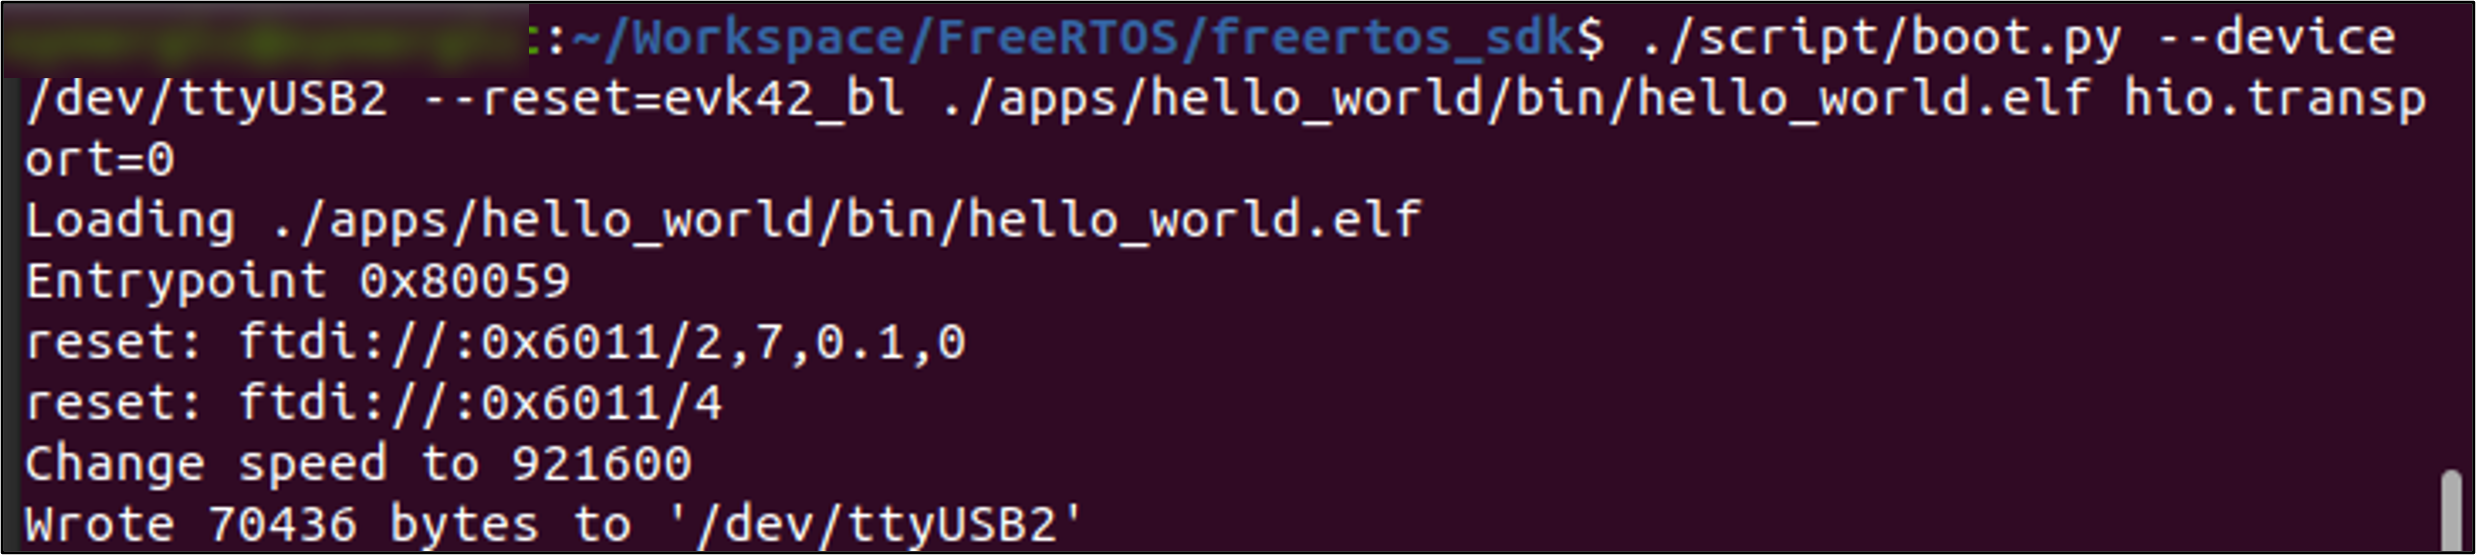 :~/Workspace/FreeRTOS/freertos_sdk$ ./script/boot.py --device
/dev/ttyUSB2 --reset=evk42_bl ./apps/hello_world/bin/hello_world.elf hio.transp
ort=0
Loading ./apps/hello_world/bin/hello_world.elf
Entrypoint 0x80059
reset: ftdi://:0x6011/2,7,0.1,0
reset: ftdi://:0x6011/4
Change speed to 921600
Wrote 70436 bytes to '/dev/ttyUSB2'